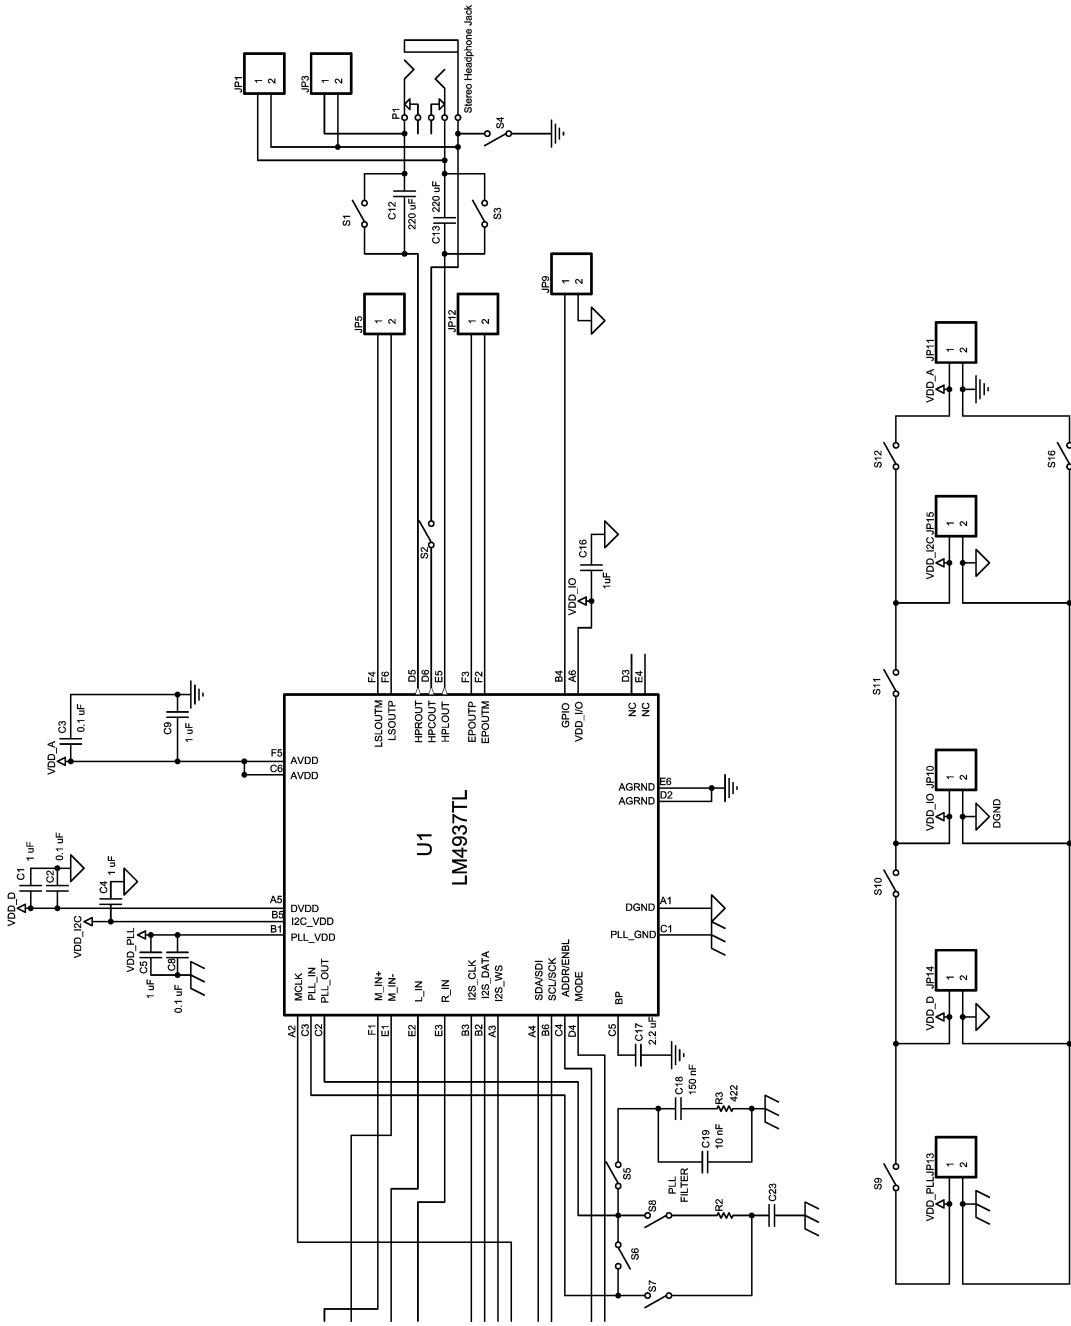 JP1
1
2
JP3
1
2
Stereo Headphone Jack
P1
S4
S1
C12
220 uF
220 uF
C13
S3
JP5
1
2
JP12
1
2
JP9
1
2
S2
VDD_IO
C16
1uF
F4
F6
D5
D6
E5
F3
F2
B4
A6
D3
E4
LSLOUTM
LSOUTP
HPROUT
HPCOUT
HPLOUT
EPOUTP
EPOUTM
GPIO
VDD_I/O
NC
NC
VDD_A
C3
0.1 uF
C9
1 uF
F5
AVDD
C6
AVDD
U1
LM4937TL
AGRND
E6
AGRND
D2
VDD_D
C1
1 uF
C2
0.1 uF
C4
1 uF
VDD_I2C
VDD_PLL
C5
1 uF
C8
0.1 uF
A5
DVDD
B5
I2C_VDD
B1
PLL_VDD
DGND
A1
PLL_GND
C1
MCLK
PLL_IN
PLL_OUT
M_IN+
M_IN-
L_IN
R_IN
I2S_CLK
I2S_DATA
I2S_WS
SDA/SDI
SCL/SCK
ADDR/ENBL
MODE
BP
A2
C3
C2
F1
E1
E2
E3
B3
B2
A3
A4
B6
C4
D4
C5
C17
2.2 uF
C18
150 nF
R3
422
C19
10 nF
S5
PLL
FILTER
S8
R2
C23
S6
S7
JP11
1
2
VDD_A
S12
S16
JP15
1
2
VDD_I2C
S11
JP10
1
2
VDD_IO
DGND
S10
JP14
1
2
VDD_D
S9
JP13
1
2
VDD_PLL